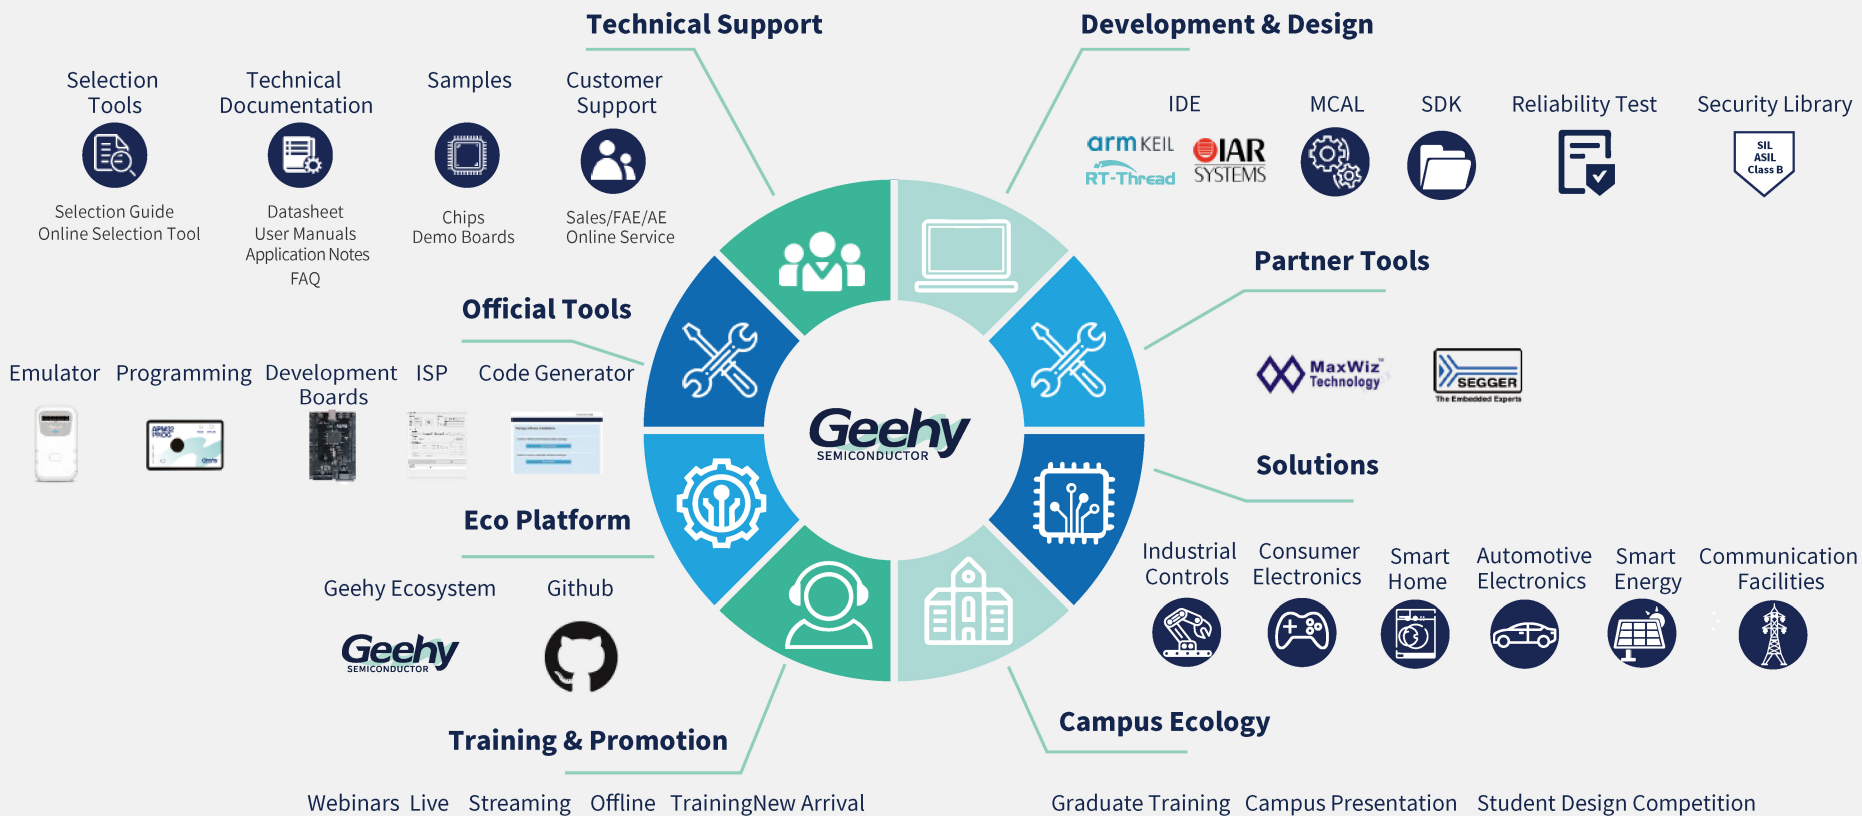 Technical Support
Selection
Tools
Selection Guide
Online Selection Tool
Technical
Documentation
Datasheet
User Manuals
Application Notes
FAQ
Samples
Chips
Demo Boards
Customer
Support
Sales/FAE/AE
Online Service
Development & Design
IDE
arm KEIL
RT-Thread
IAR
SYSTEMS
MCAL
SDK
Reliability Test
Security Library
SIL
ASIL
Class B
Official Tools
Emulator
Programming
APM32
PROG
Geehy
Development
Boards
ISP
Code Generator
Partner Tools
MaxWiz™
Technology
SEGGER
The Embedded Experts
Geehy
SEMICONDUCTOR
Solutions
Industrial
Controls
Consumer
Electronics
Smart
Home
Automotive
Electronics
Smart
Energy
Communication
Facilities
Eco Platform
Geehy Ecosystem
Geehy
SEMICONDUCTOR
Github
Training & Promotion
Webinars Live Streaming Offline TrainingNew Arrival
Campus Ecology
Graduate Training Campus Presentation Student Design Competition